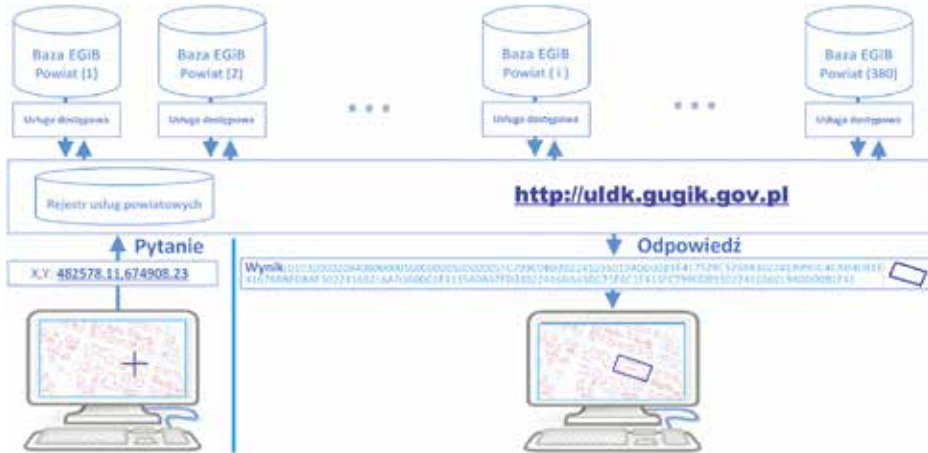 Baza EGiB
Powiat (1)
Baza EGiB
Powiat (2)
Baza EGiB
Powiat ( i )
Baza EGiB
Powiat (380)
Usługa dostępowa
Usługa dostępowa
Usługa dostępowa
Usługa dostępowa
Rejestr usług powiatowych
http://uldk.gugik.gov.pl
Pytanie
Odpowiedź
X,Y: 482578.11,674908.23
Wynik